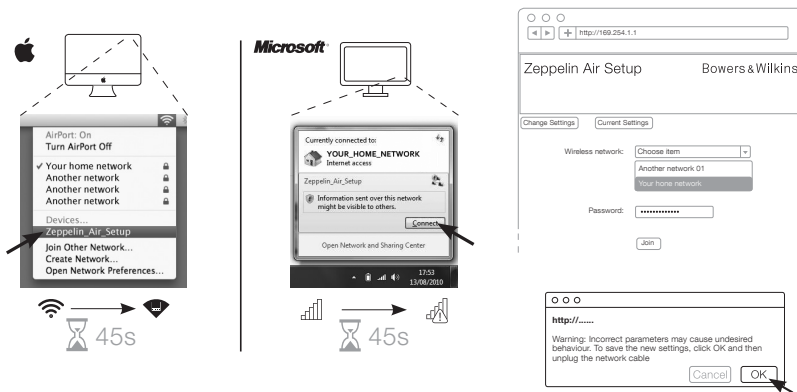 AirPort: On
Turn AirPort Off
✓ Your home network
Another network
Another network
Another network
Devices...
Zeppelin_Air_Setup
Join Other Network...
Create Network...
Open Network Preferences...
45s
Microsoft
Currently connected to:
YOUR_HOME_NETWORK
Internet access
Zeppelin_Air_Setup
Information sent over this network
might be visible to others.
Connect
Open Network and Sharing Center
17:53
13/08/2010
45s
http://169.254.1.1
Zeppelin Air Setup Bowers & Wilkins
Change Settings Current Settings
Wireless network: Choose item
Another network 01
Your hone network
Password: •••••••••••••
Join
http://......
Warning: Incorrect parameters may cause undesired
behaviour. To save the new settings, click OK and then
unplug the network cable
Cancel OK